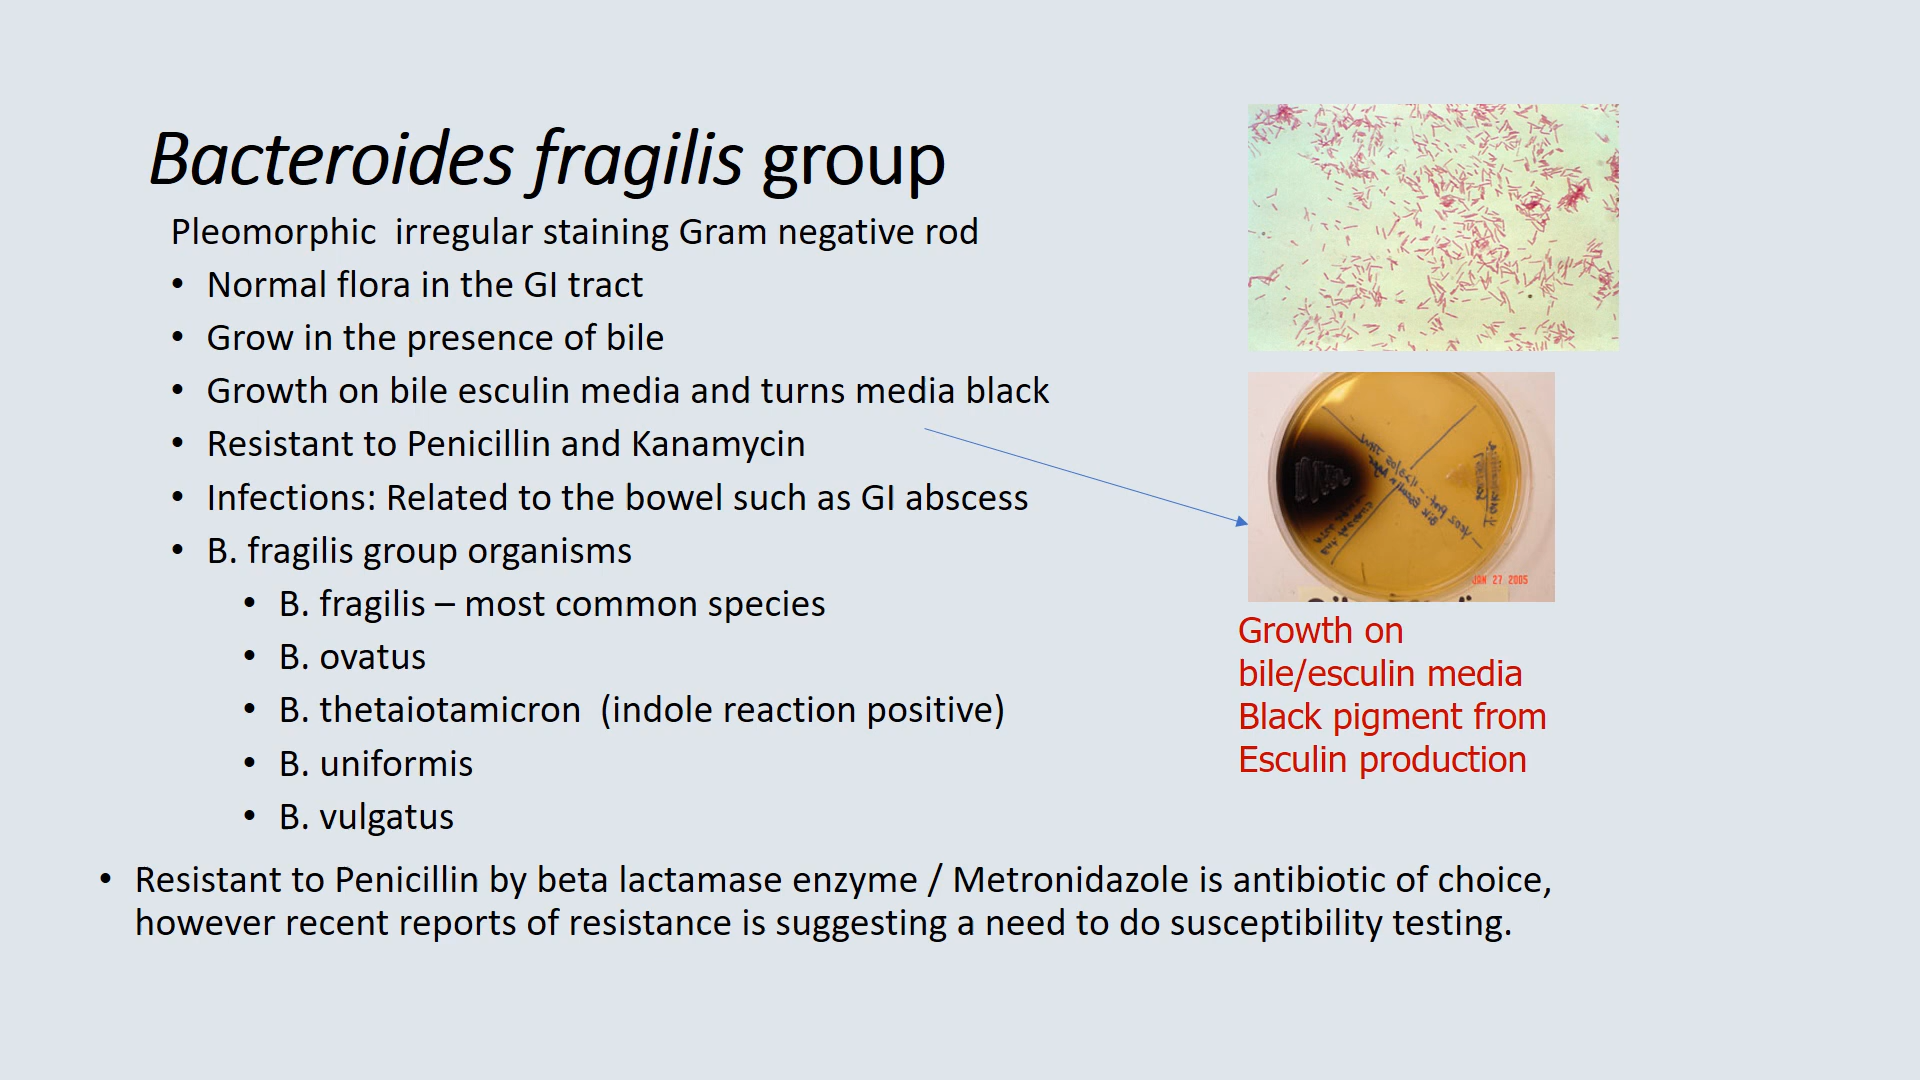 Bacteroides fragilis group
Pleomorphic  irregular staining Gram negative rod
• Normal flora in the GI tract
• Grow in the presence of bile
• Growth on bile esculin media and turns media black
• Resistant to Penicillin and Kanamycin
• Infections: Related to the bowel such as GI abscess
• B. fragilis group organisms
• B. fragilis – most common species
• B. ovatus
• B. thetaiotamicron  (indole reaction positive)
• B. uniformis
• B. vulgatus
• Resistant to Penicillin by beta lactamase enzyme / Metronidazole is antibiotic of choice,
however recent reports of resistance is suggesting a need to do susceptibility testing.
JAN 27 2005
Growth on
bile/esculin media
Black pigment from
Esculin production